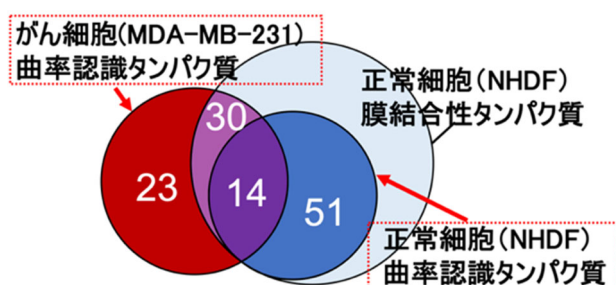 がん細胞(MDA-MB-231)
曲率認識タンパク質
正常細胞(NHDF)
膜結合性タンパク質
30
23
14
51
正常細胞(NHDF)
曲率認識タンパク質